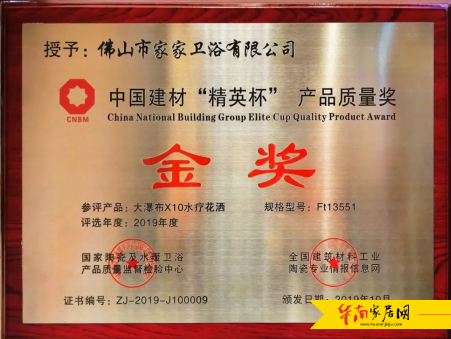 授予：佛山市家家卫浴有限公司
CNBM
中国建材“精英杯” 产品质量奖
China National Building Group Elite Cup Quality Product Award
金奖
参评产品：大瀑布X10水疗花洒 规格型号：Ft13551
评选年度：2019年度
国家陶瓷及水暖卫浴 全国建筑材料工业
产品质量监督检验中心 陶瓷专业情报信息网
证书编号：ZJ-2019-J100009 颁发日期：2019年10月
华南家居网